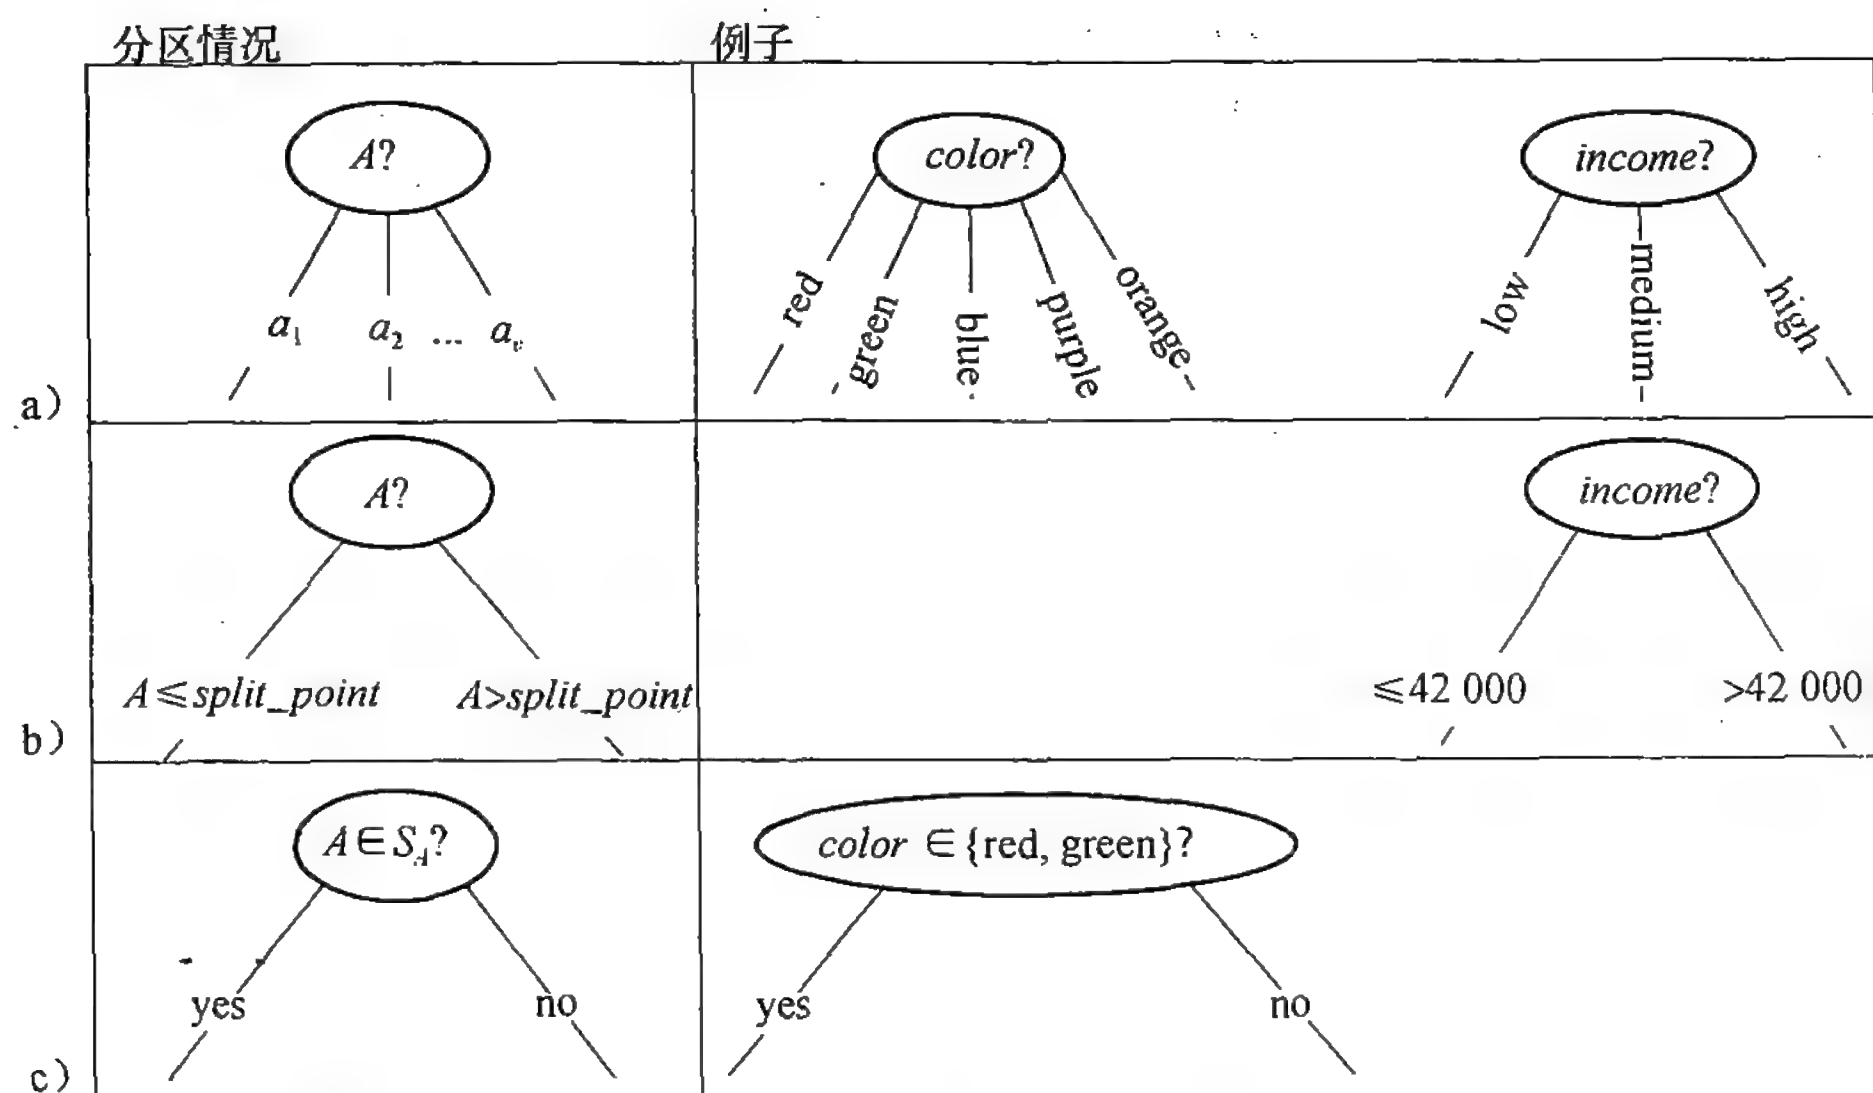 分区情况 例子
A? color? income?
red green blue purple orange
low medium high
a₁ a₂ ... aᵥ
a)
A? income?
A≤split_point A>split_point ≤42 000 >42 000
b)
A∈S_A? color ∈{red, green}?
yes no yes no
c)